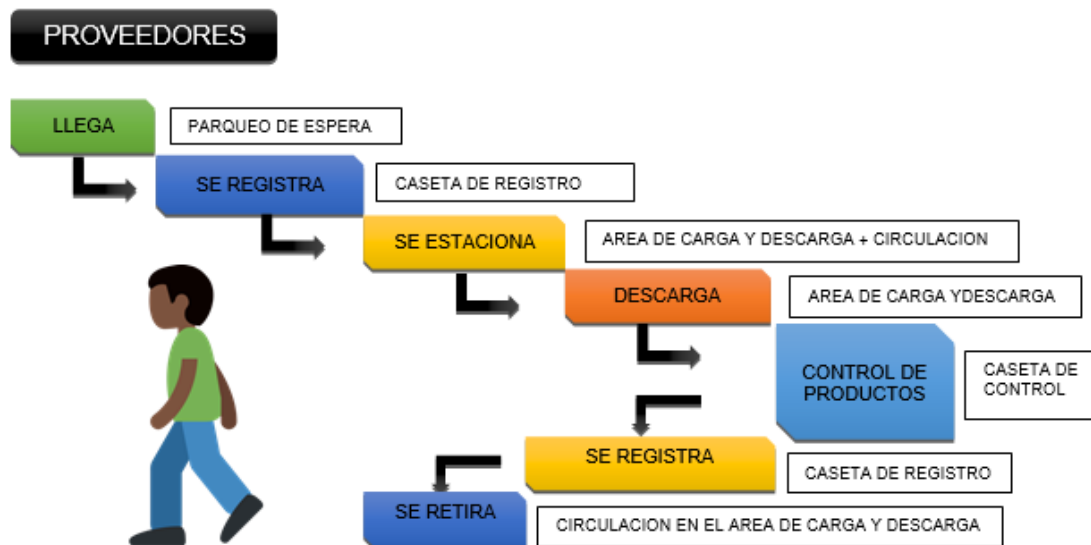 PROVEEDORES
LLEGA
PARQUEO DE ESPERA
SE REGISTRA
CASETA DE REGISTRO
SE ESTACIONA
AREA DE CARGA Y DESCARGA + CIRCULACION
DESCARGA
AREA DE CARGA YDESCARGA
CONTROL DE
PRODUCTOS
CASETA DE
CONTROL
SE REGISTRA
CASETA DE REGISTRO
SE RETIRA
CIRCULACION EN EL AREA DE CARGA Y DESCARGA